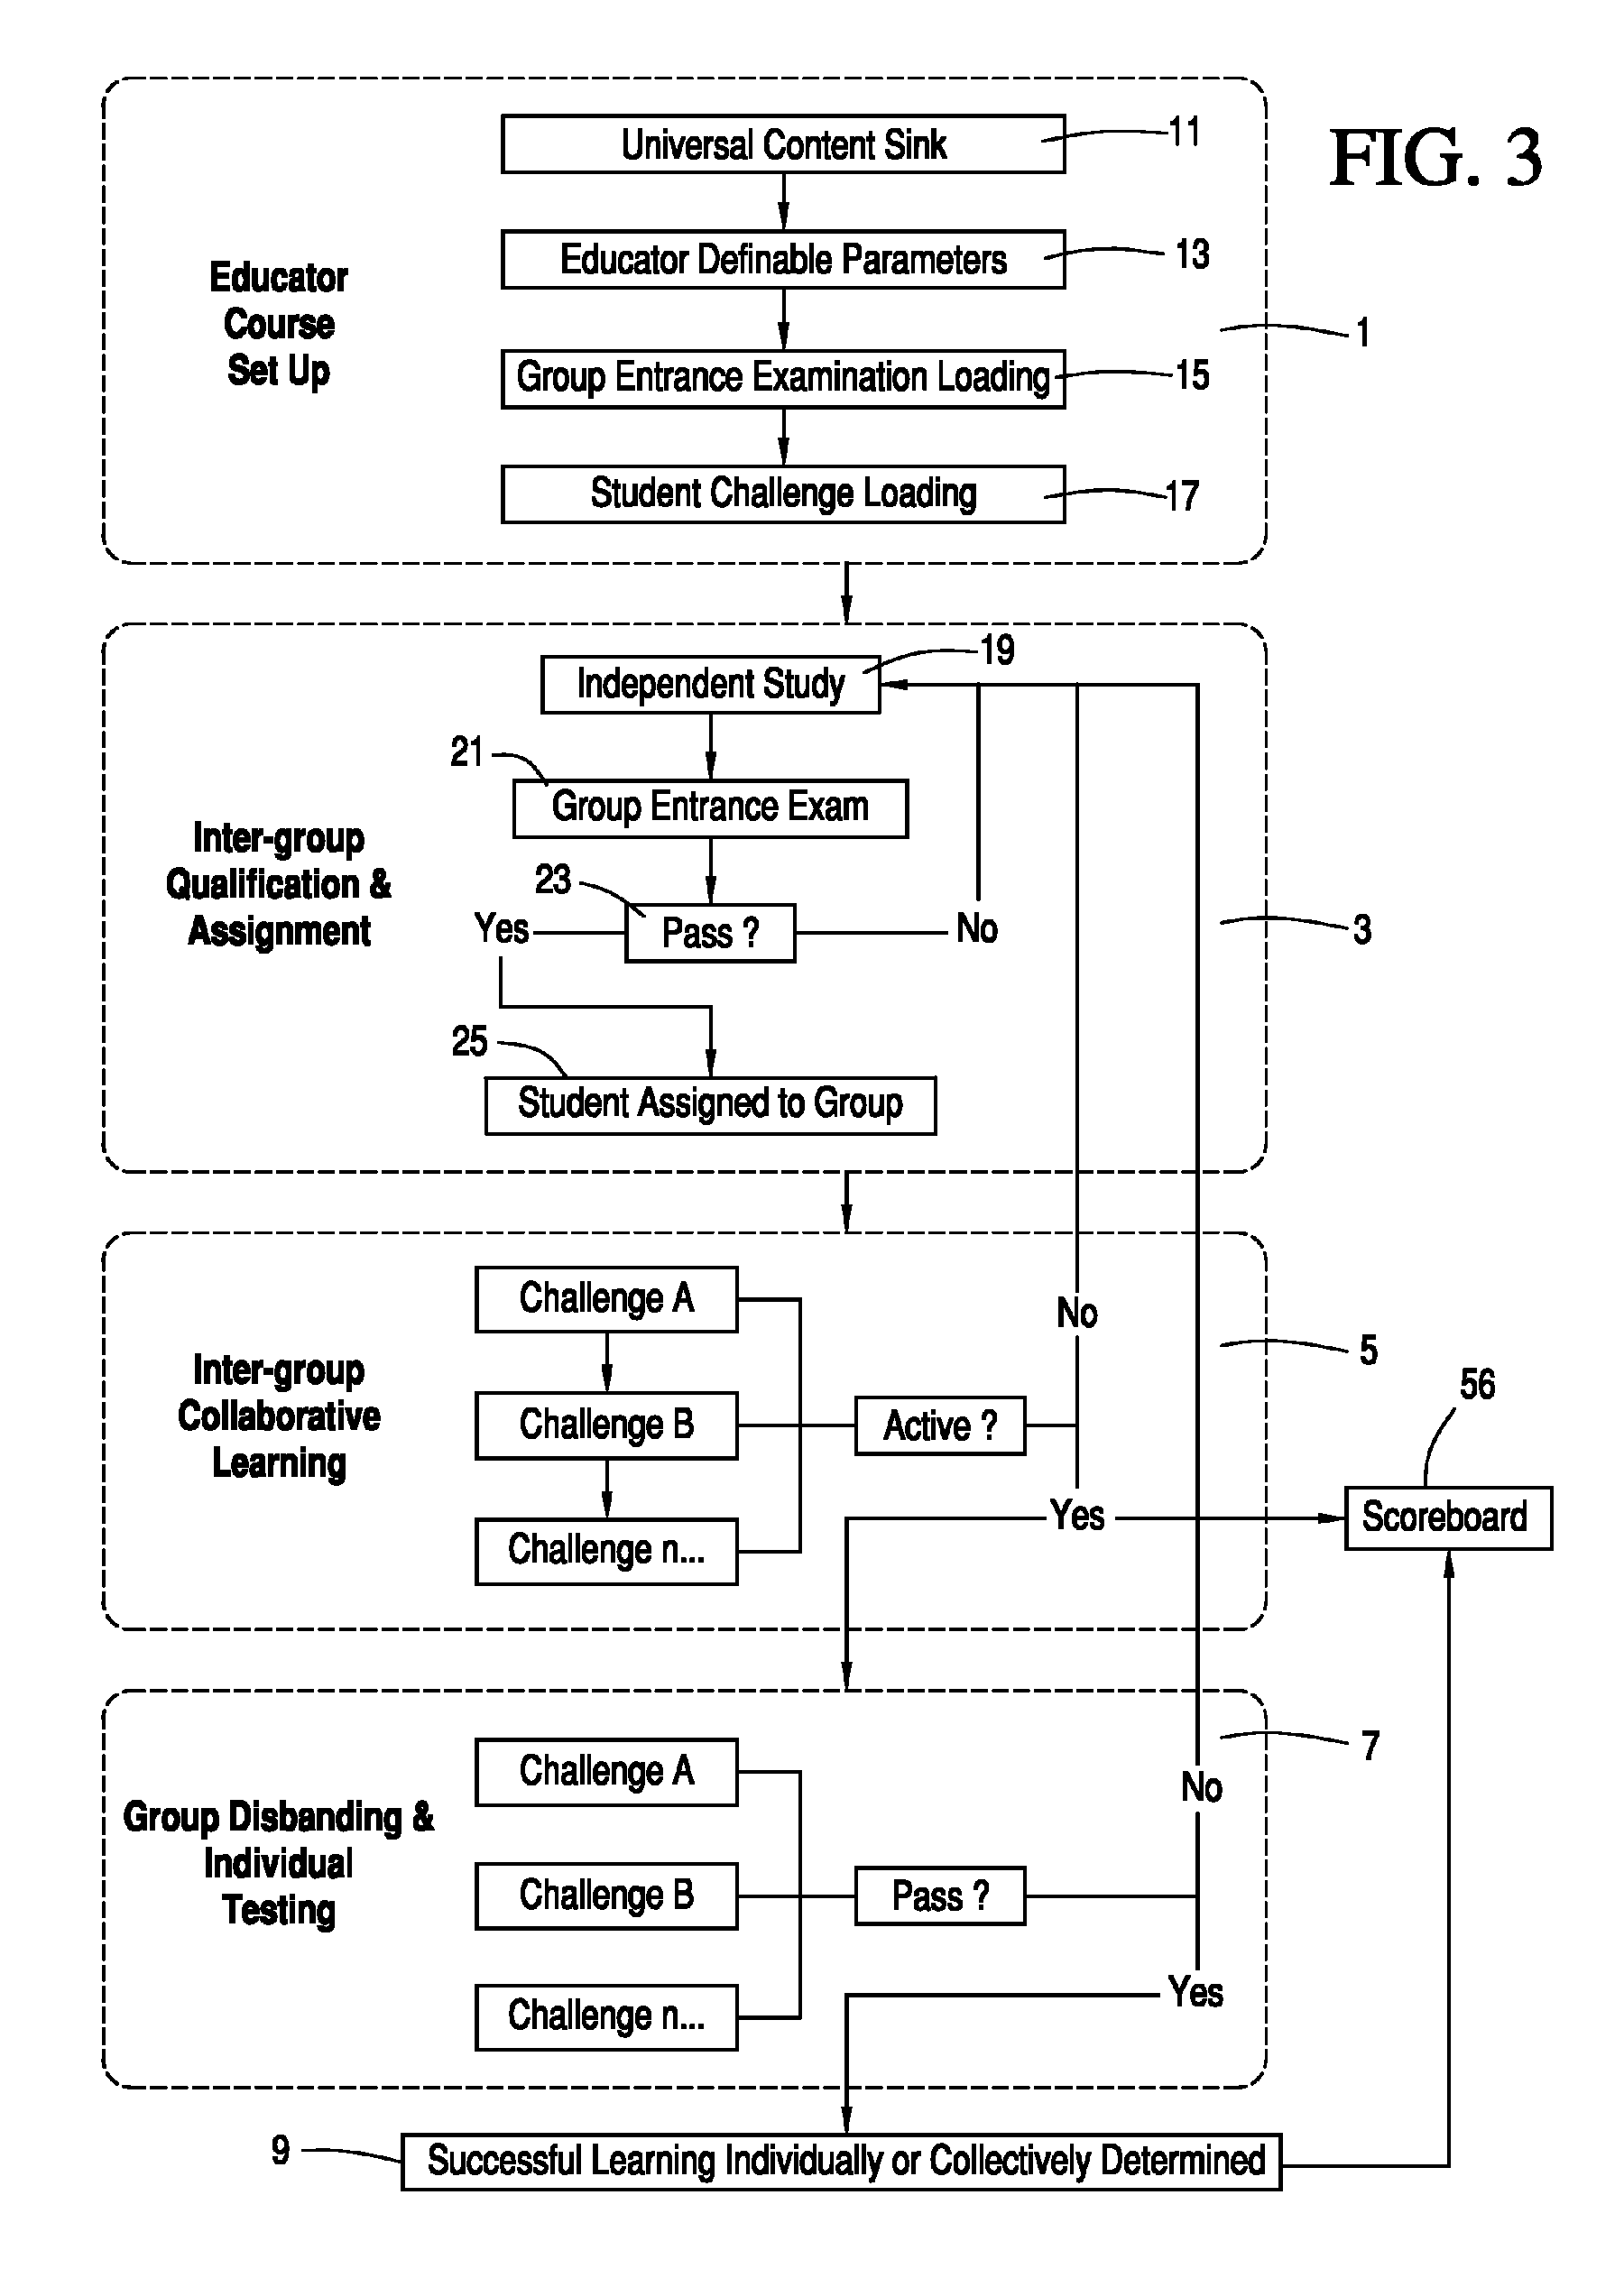 FIG. 3
Universal Content Sink
11
Educator Definable Parameters
13
Educator
Course
Set Up
1
Group Entrance Examination Loading
15
Student Challenge Loading
17
Independent Study
19
21
Group Entrance Exam
Inter-group
Qualification &
Assignment
23
Yes
Pass ?
No
3
25
Student Assigned to Group
Challenge A
No
5
Inter-group
Collaborative
Learning
Challenge B
Active ?
56
Yes
Scoreboard
Challenge n...
7
Challenge A
No
Group Disbanding &
Individual
Testing
Challenge B
Pass ?
Yes
Challenge n...
9
Successful Learning Individually or Collectively Determined